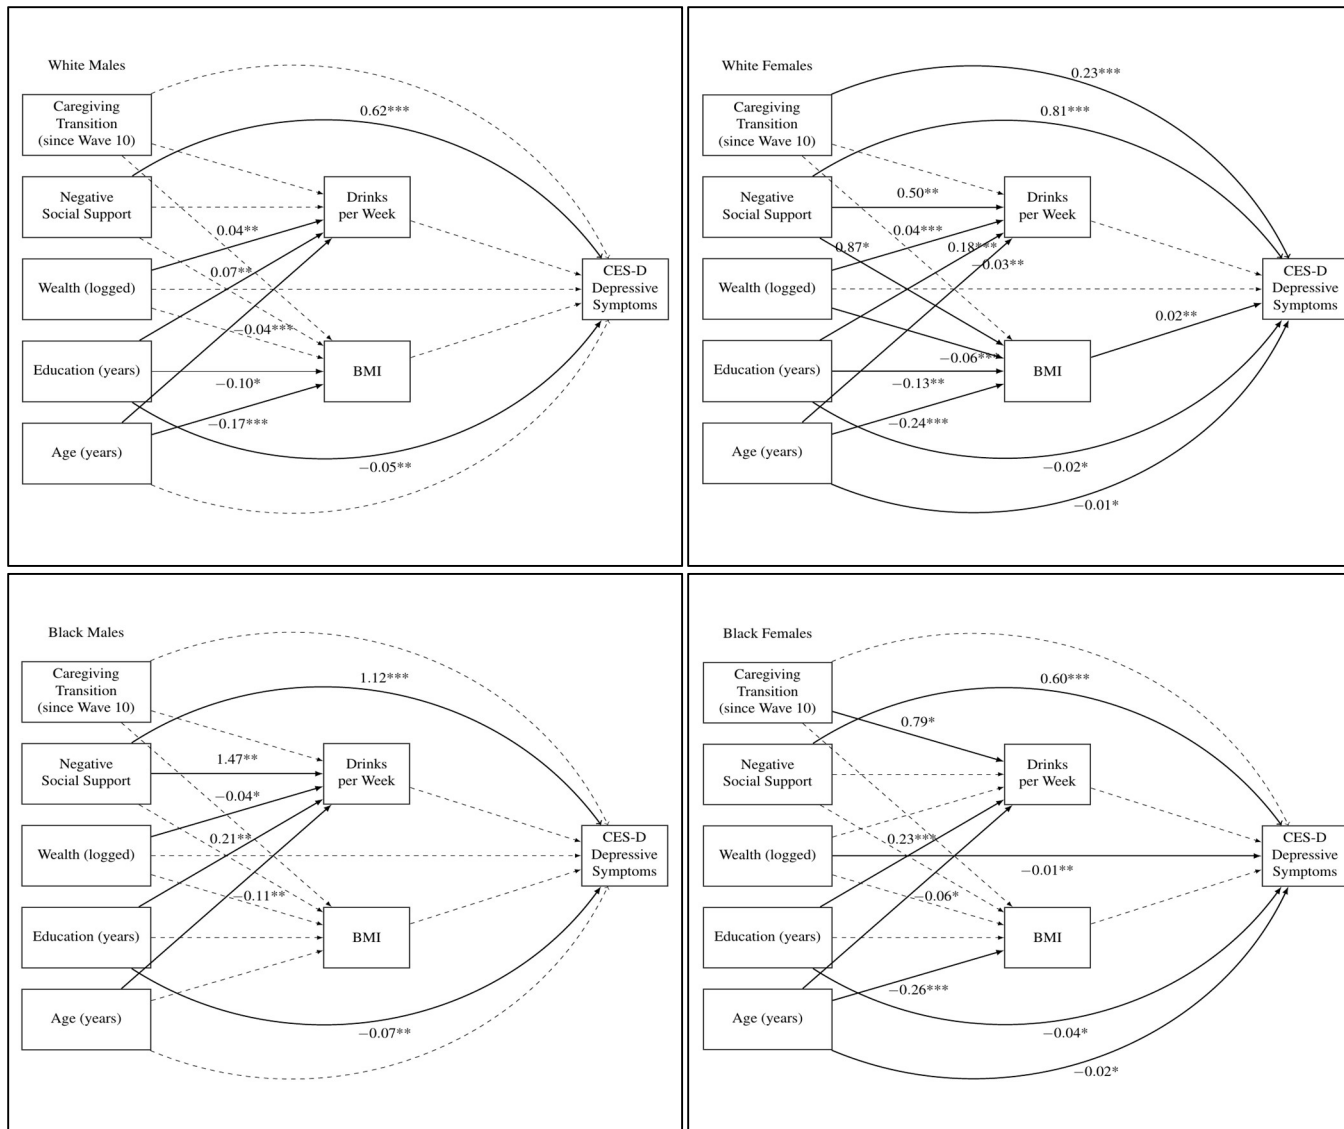 White Males
Caregiving
Transition
(since Wave 10)
Negative
Social Support
Wealth (logged)
Education (years)
Age (years)
Drinks
per Week
BMI
CES-D
Depressive
Symptoms
0.62***
0.04**
0.07**
−0.04***
−0.10*
−0.17***
−0.05**
White Females
Caregiving
Transition
(since Wave 10)
Negative
Social Support
Wealth (logged)
Education (years)
Age (years)
Drinks
per Week
BMI
CES-D
Depressive
Symptoms
0.23***
0.81***
0.50**
0.04***
0.87*
0.18***
−0.03**
0.02**
−0.06***
−0.13**
−0.24***
−0.02*
−0.01*
Black Males
Caregiving
Transition
(since Wave 10)
Negative
Social Support
Wealth (logged)
Education (years)
Age (years)
Drinks
per Week
BMI
CES-D
Depressive
Symptoms
1.12***
1.47**
−0.04*
0.21**
−0.11**
−0.07**
Black Females
Caregiving
Transition
(since Wave 10)
Negative
Social Support
Wealth (logged)
Education (years)
Age (years)
Drinks
per Week
BMI
CES-D
Depressive
Symptoms
0.60***
0.79*
0.23***
−0.01**
−0.06*
−0.26***
−0.04*
−0.02*